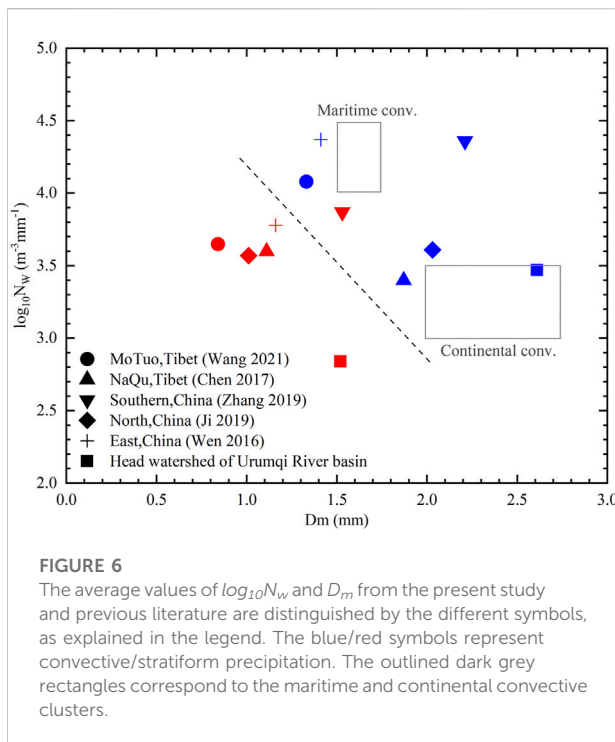 5.0
4.5
4.0
3.5
3.0
2.5
2.0
log₁₀N_W (m⁻³mm⁻¹)
Maritime conv.
Continental conv.
MoTuo,Tibet (Wang 2021)
NaQu,Tibet (Chen 2017)
Southern,China (Zhang 2019)
North,China (Ji 2019)
East,China (Wen 2016)
Head watershed of Urumqi River basin
0.0 0.5 1.0 1.5 2.0 2.5 3.0
Dm (mm)
FIGURE 6
The average values of log₁₀N_w and D_m from the present study
and previous literature are distinguished by the different symbols,
as explained in the legend. The blue/red symbols represent
convective/stratiform precipitation. The outlined dark grey
rectangles correspond to the maritime and continental convective
clusters.